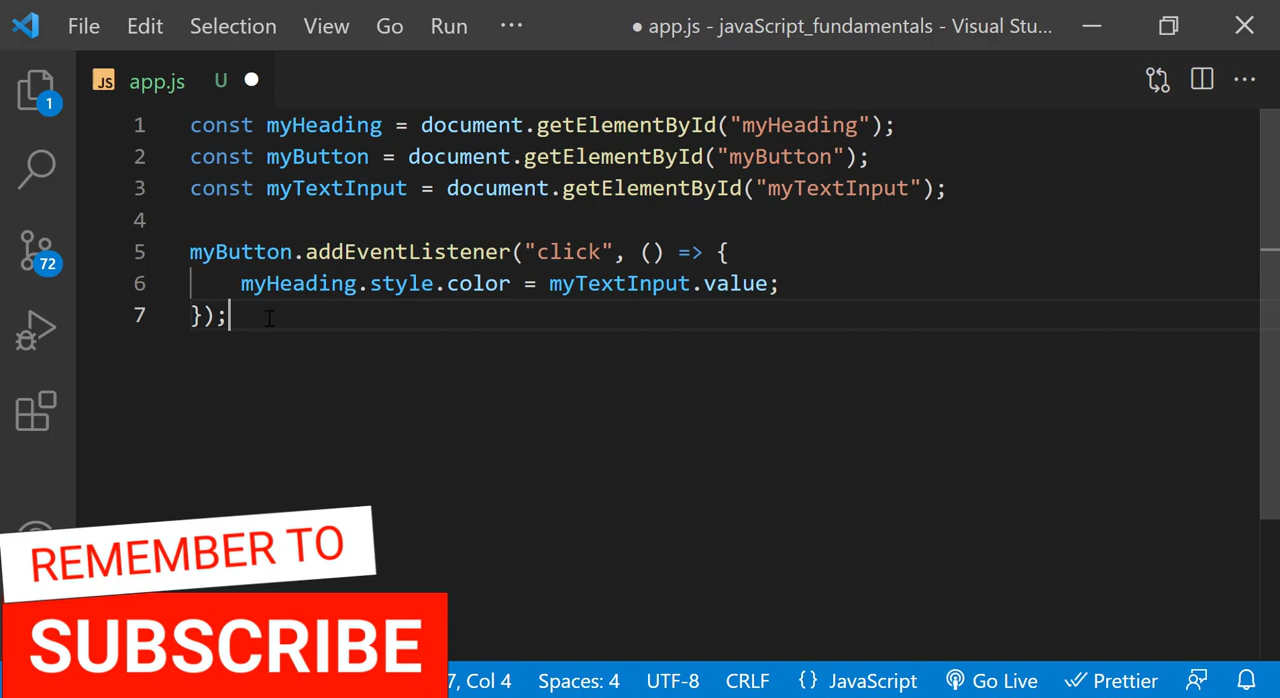 File Edit Selection View Go Run ··· ● app.js - javaScript_fundamentals - Visual Stu...
JS app.js U ●
1
72
1 const myHeading = document.getElementById("myHeading");
2 const myButton = document.getElementById("myButton");
3 const myTextInput = document.getElementById("myTextInput");
4
5 myButton.addEventListener("click", () => {
6 myHeading.style.color = myTextInput.value;
7 });
REMEMBER TO
SUBSCRIBE
7, Col 4 Spaces: 4 UTF-8 CRLF {} JavaScript Go Live Prettier